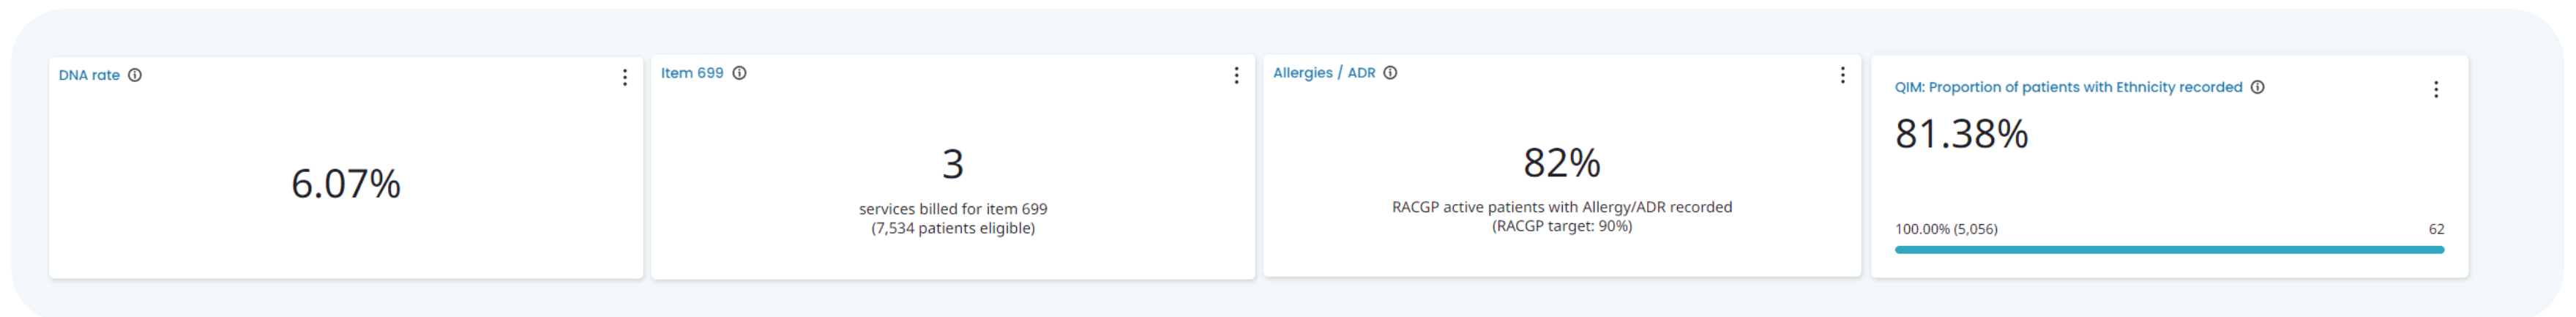 DNA rate
6.07%
Item 699
3
services billed for item 699
(7,534 patients eligible)
Allergies / ADR
82%
RACGP active patients with Allergy/ADR recorded
(RACGP target: 90%)
QIM: Proportion of patients with Ethnicity recorded
81.38%
100.00% (5,056) 62